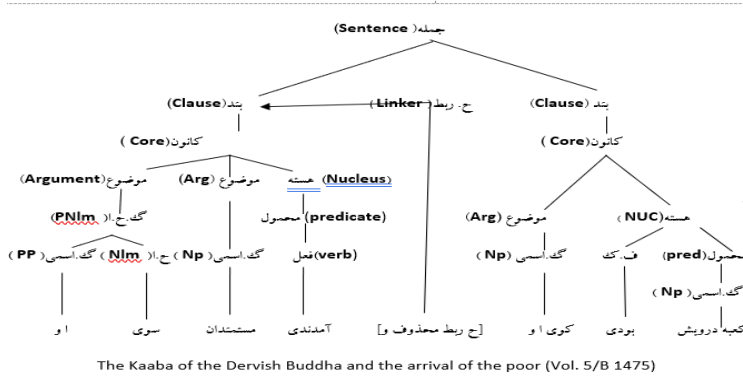 جمله (Sentence)
بند (Clause) ح. ربط (Linker) بند (Clause)
کانون (Core) کانون (Core)
هسته (Nucleus) موضوع (Arg) موضوع (Argument)
هسته (NUC) موضوع (Arg) محمول (predicate) گ.ح.ا (PNlm)
محمول (pred) ف.ک گ.اسمی (Np) فعل (verb) گ.اسمی (Np) ح.ا (Nlm) گ.اسمی (PP)
گ.اسمی (Np)
کعبه درویش بودی کوی او [ح ربط محذوف و] آمدندی مستمندان سوی او
The Kaaba of the Dervish Buddha and the arrival of the poor (Vol. 5/B 1475)